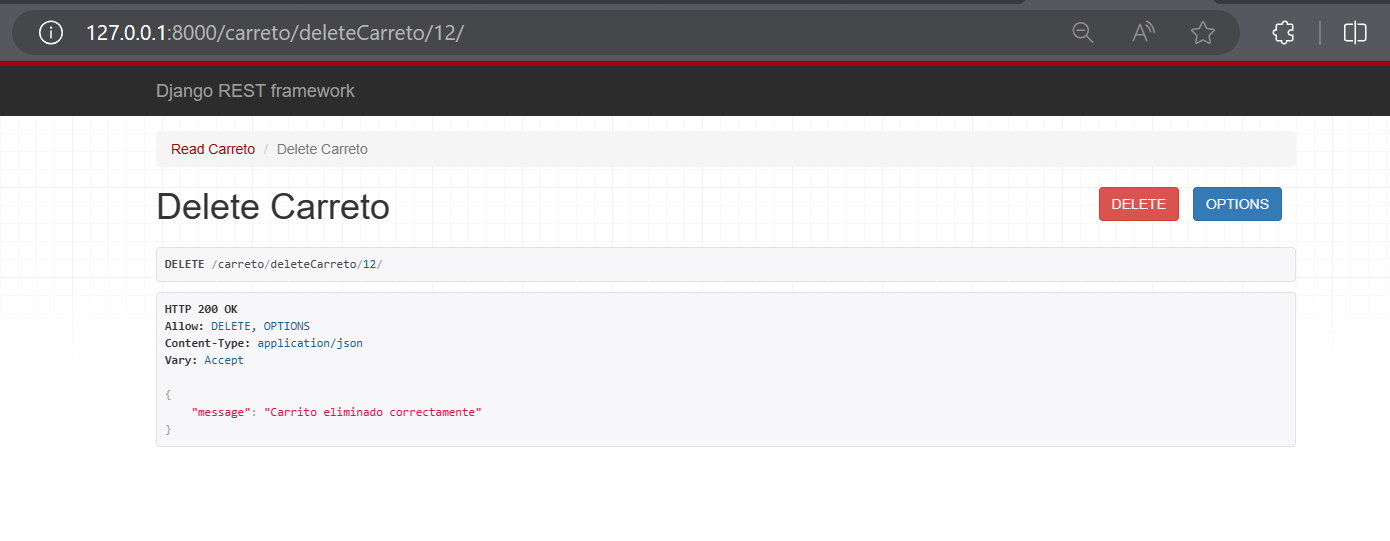 127.0.0.1:8000/carreto/deleteCarreto/12/
Django REST framework
Read Carreto / Delete Carreto
Delete Carreto
DELETE
OPTIONS
DELETE /carreto/deleteCarreto/12/
HTTP 200 OK
Allow: DELETE, OPTIONS
Content-Type: application/json
Vary: Accept
{
"message": "Carrito eliminado correctamente"
}